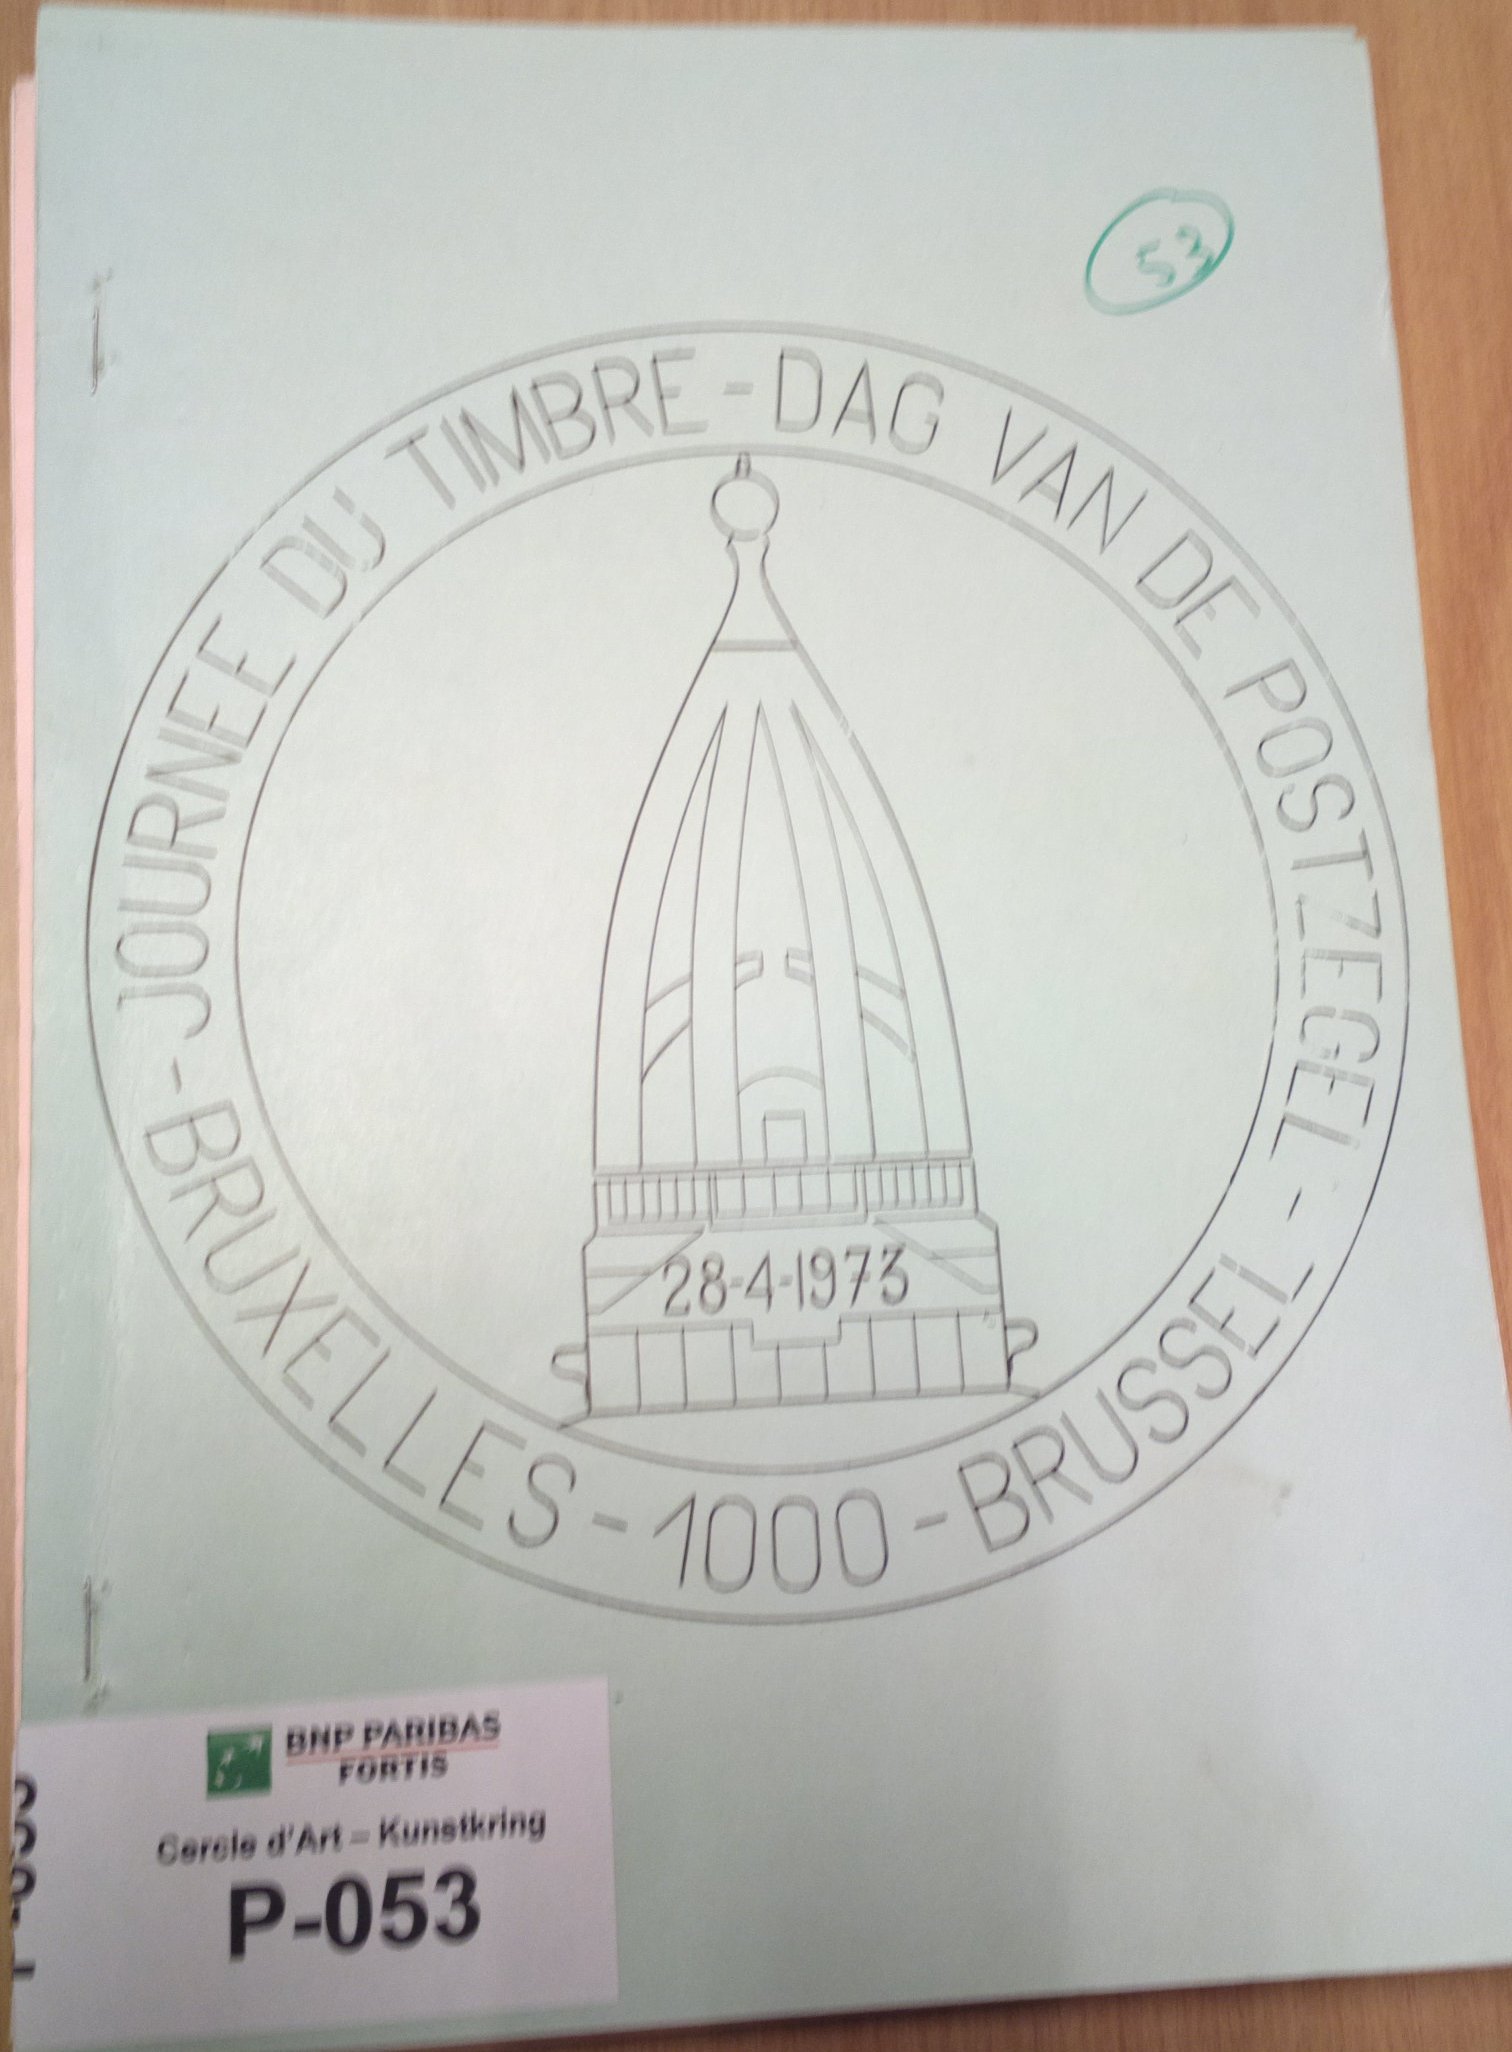 53
JOURNEE DU TIMBRE - DAG VAN DE POSTZEGEL -
- BRUXELLES - 1000 - BRUSSEL
28-4-1973
BNP PARIBAS
FORTIS
Cercle d'Art – Kunstkring
P-053